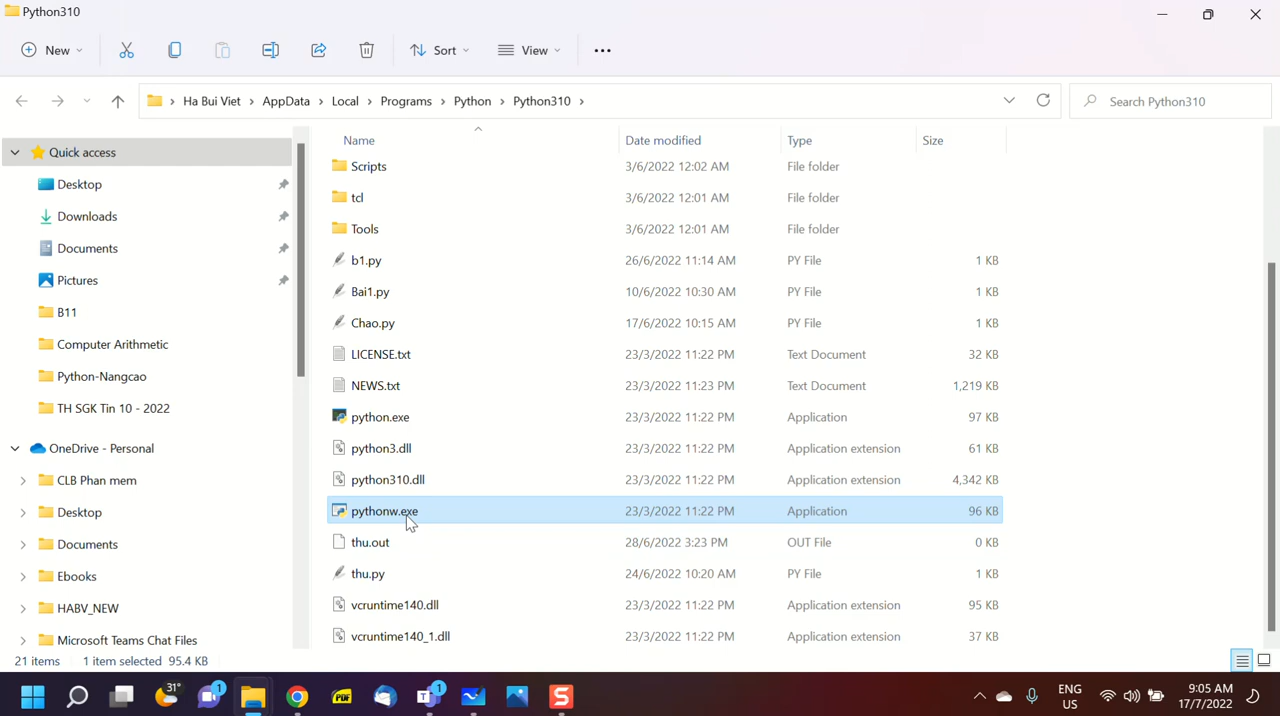 Python310
New
Sort
View
Ha Bui Viet
AppData
Local
Programs
Python
Python310
Search Python310
Name
Date modified
Type
Size
Quick access
Desktop
Downloads
Documents
Pictures
B11
Computer Arithmetic
Python-Nangcao
TH SGK Tin 10 - 2022
OneDrive - Personal
CLB Phan mem
Desktop
Documents
Ebooks
HABV_NEW
Microsoft Teams Chat Files
Scripts 3/6/2022 12:02 AM File folder
tcl 3/6/2022 12:01 AM File folder
Tools 3/6/2022 12:01 AM File folder
b1.py 26/6/2022 11:14 AM PY File 1 KB
Bai1.py 10/6/2022 10:30 AM PY File 1 KB
Chao.py 17/6/2022 10:15 AM PY File 1 KB
LICENSE.txt 23/3/2022 11:22 PM Text Document 32 KB
NEWS.txt 23/3/2022 11:23 PM Text Document 1,219 KB
python.exe 23/3/2022 11:22 PM Application 97 KB
python3.dll 23/3/2022 11:22 PM Application extension 61 KB
python310.dll 23/3/2022 11:22 PM Application extension 4,342 KB
pythonw.exe 23/3/2022 11:22 PM Application 96 KB
thu.out 28/6/2022 3:23 PM OUT File 0 KB
thu.py 24/6/2022 10:20 AM PY File 1 KB
vcruntime140.dll 23/3/2022 11:22 PM Application extension 95 KB
vcruntime140_1.dll 23/3/2022 11:22 PM Application extension 37 KB
21 items 1 item selected 95.4 KB
31°
1
PDF
T
1
S
ENG
US
9:05 AM
17/7/2022